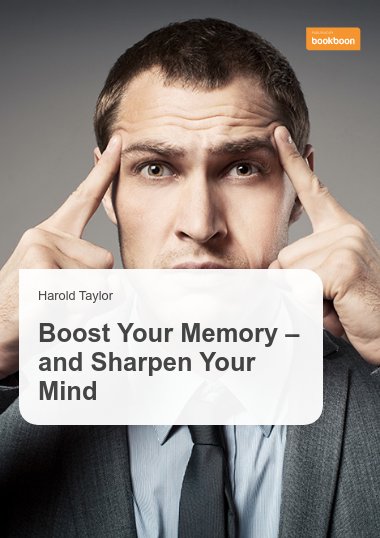 bookboon
Harold Taylor
Boost Your Memory –
and Sharpen Your
Mind